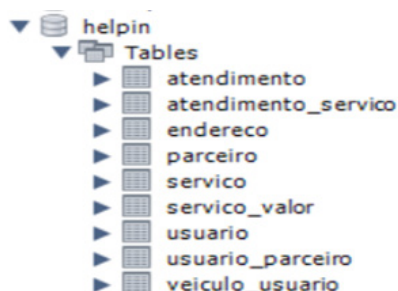 helpin
Tables
atendimento
atendimento_servico
endereco
parceiro
servico
servico_valor
usuario
usuario_parceiro
veiculo_usuario